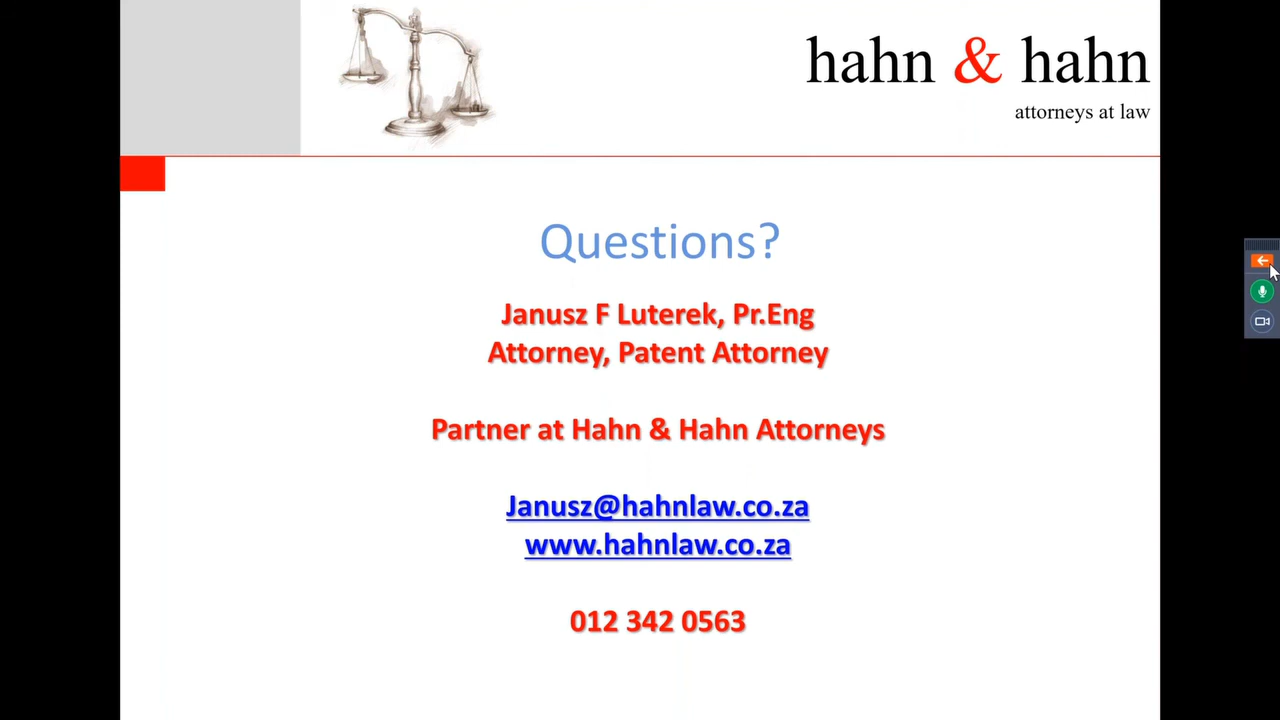 hahn & hahn
attorneys at law
Questions?
Janusz F Luterek, Pr.Eng
Attorney, Patent Attorney
Partner at Hahn & Hahn Attorneys
Janusz@hahnlaw.co.za
www.hahnlaw.co.za
012 342 0563